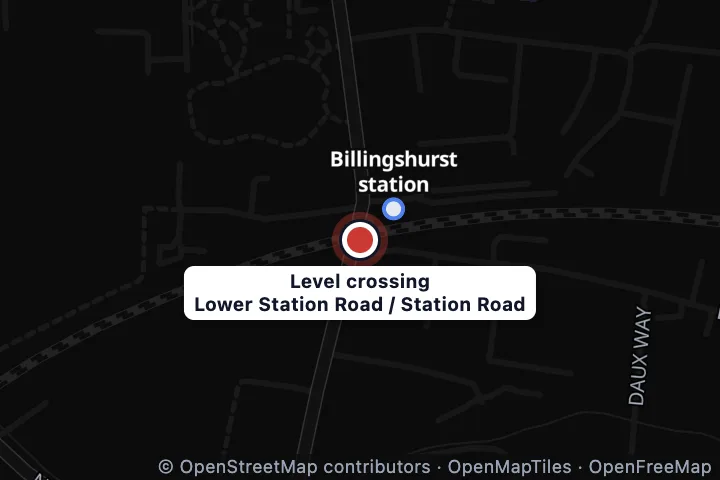 Billingshurst
station
Level crossing
Lower Station Road / Station Road
DAUX WAY
© OpenStreetMap contributors · OpenMapTiles · OpenFreeMap